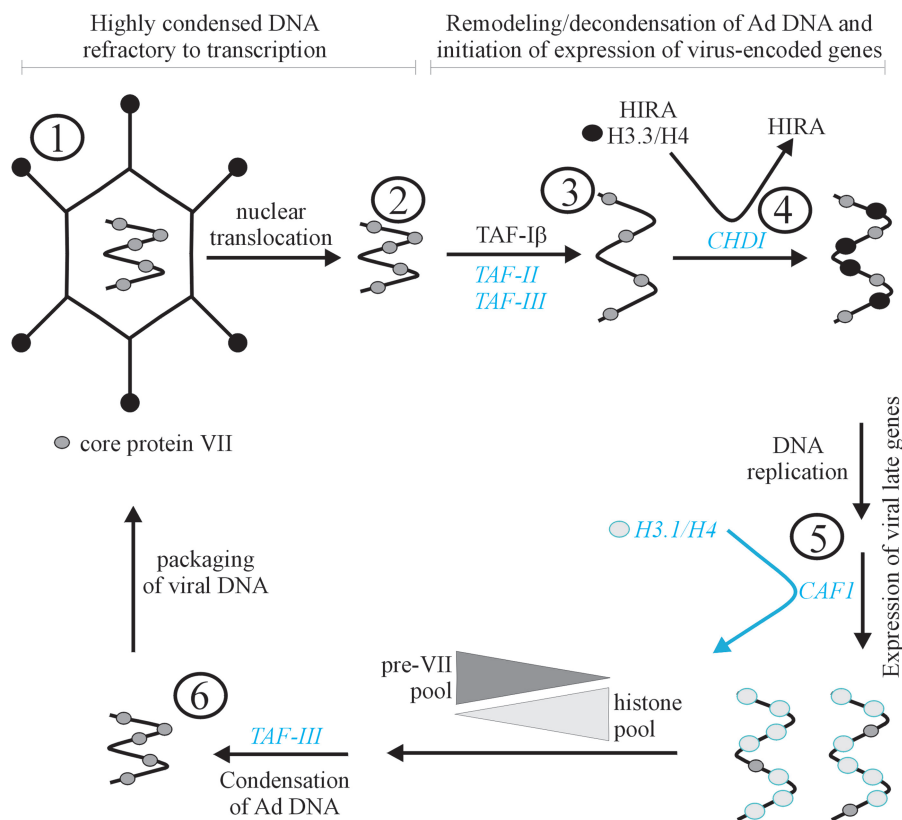 Highly condensed DNA
refractory to transcription
Remodeling/decondensation of Ad DNA and
initiation of expression of virus-encoded genes
1
nuclear
translocation
2
TAF-Iβ
TAF-II
TAF-III
3
HIRA
H3.3/H4
HIRA
4
CHDI
core protein VII
DNA
replication
Expression of viral late genes
5
H3.1/H4
CAF1
packaging
of viral DNA
pre-VII
pool
histone
pool
6
TAF-III
Condensation
of Ad DNA